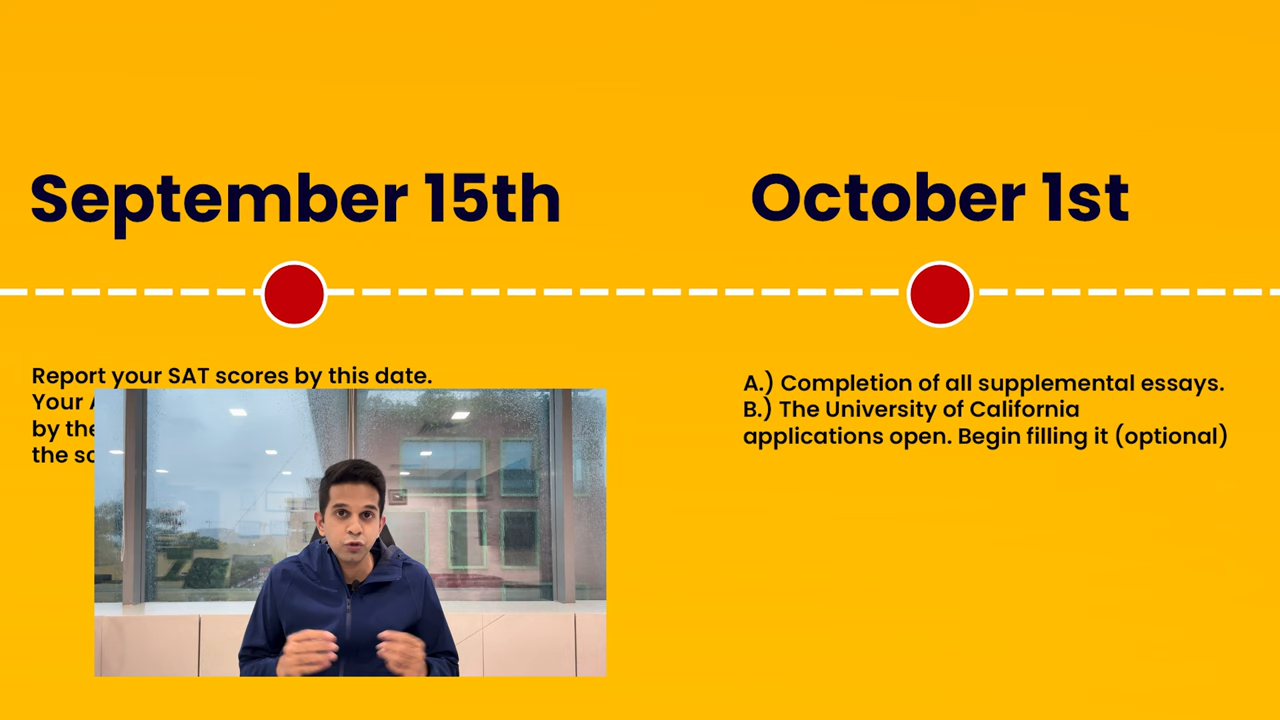 September 15th
October 1st
Report your SAT scores by this date.
Your
by the
the
A.) Completion of all supplemental essays.
B.) The University of California
applications open. Begin filling it (optional)